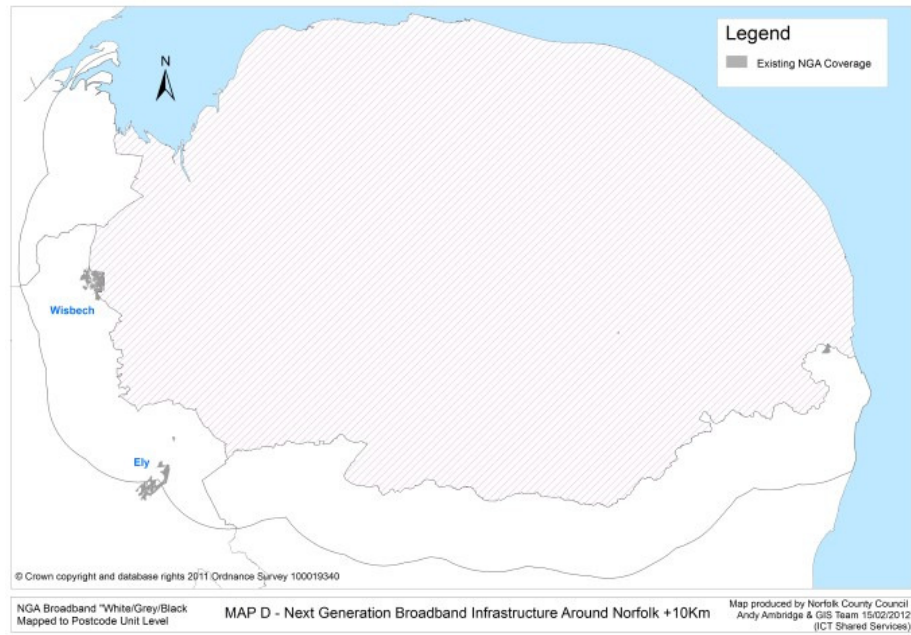 Legend
Existing NGA Coverage
N
Wisbech
Ely
© Crown copyright and database rights 2011 Ordnance Survey 100019340
NGA Broadband "White/Grey/Black
Mapped to Postcode Unit Level
MAP D - Next Generation Broadband Infrastructure Around Norfolk +10Km
Map produced by Norfolk County Council
Andy Ambridge & GIS Team 15/02/2012
(ICT Shared Services)